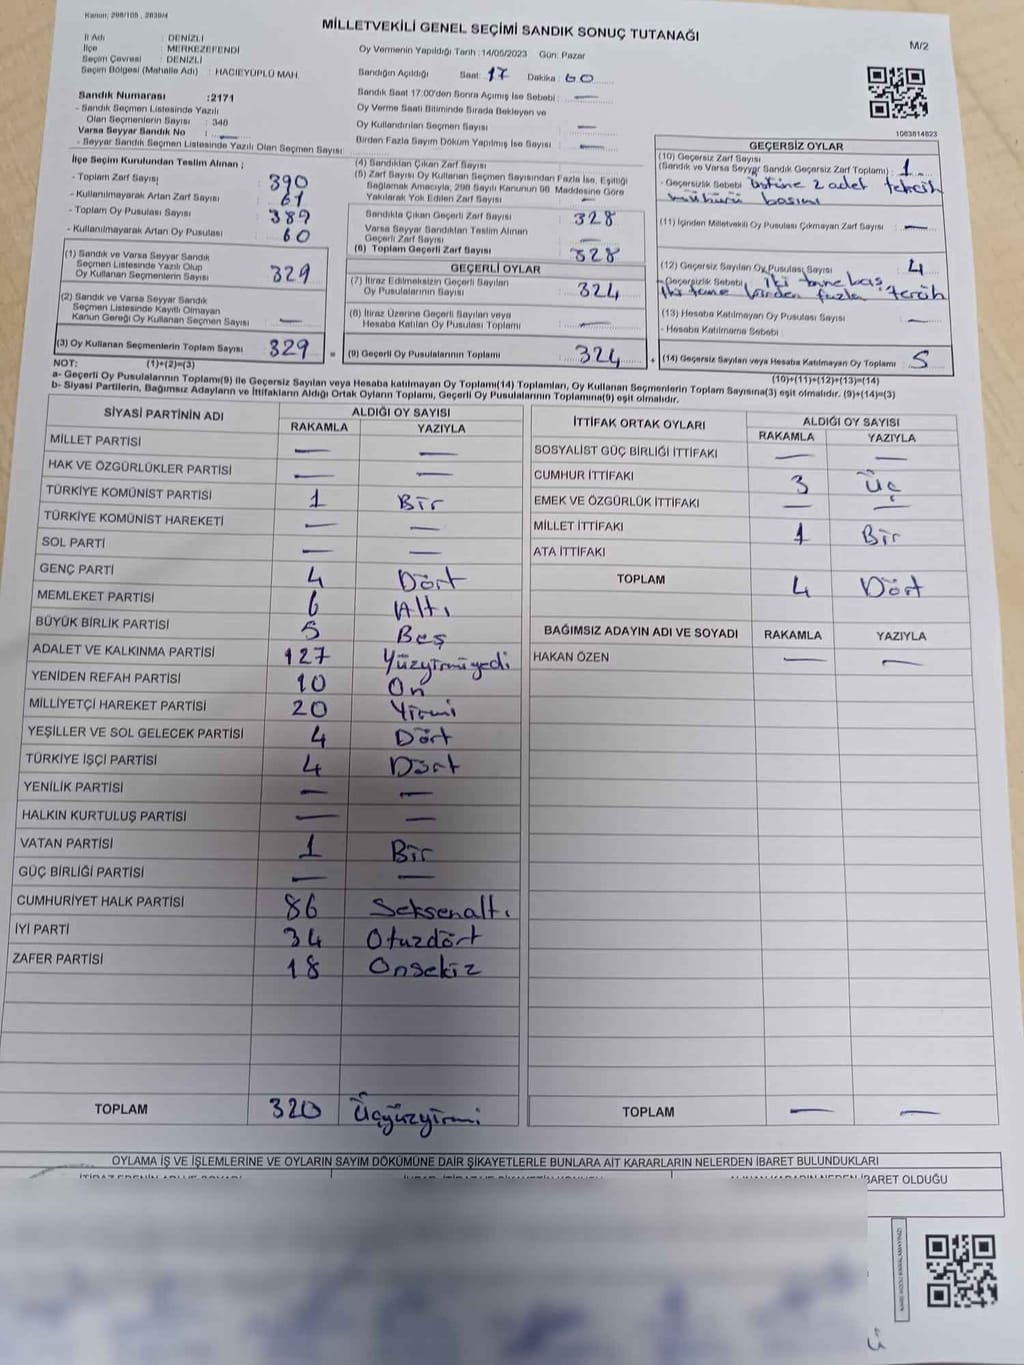 Kanun: 298/105 , 2839/4
MİLLETVEKİLİ GENEL SEÇİMİ SANDIK SONUÇ TUTANAĞI
M/2
İl Adı : DENİZLİ
İlçe : MERKEZEFENDİ
Seçim Çevresi : DENİZLİ
Seçim Bölgesi (Mahalle Adı) : HACIEYÜPLÜ MAH.
Oy Vermenin Yapıldığı Tarih : 14/05/2023 Gün: Pazar
Sandığın Açıldığı Saat: 17 Dakika : 60
Sandık Saat 17:00'den Sonra Açımış İse Sebebi : —
Oy Verme Saati Bitiminde Sırada Bekleyen ve
Oy Kullandırılan Seçmen Sayısı : —
Birden Fazla Sayım Döküm Yapılmış İse Sayısı : —
Sandık Numarası :2171
- Sandık Seçmen Listesinde Yazılı
Olan Seçmenlerin Sayısı : 346
Varsa Seyyar Sandık No : —
- Seyyar Sandık Seçmen Listesinde Yazılı Olan Seçmen Sayısı
1083814823
İlçe Seçim Kurulundan Teslim Alınan ;
- Toplam Zarf Sayısı : 390
- Kullanılmayarak Artan Zarf Sayısı : 61
- Toplam Oy Pusulası Sayısı : 389
- Kullanılmayarak Artan Oy Pusulası : 60
(1) Sandık ve Varsa Seyyar Sandık
Seçmen Listesinde Yazılı Olup
Oy Kullanan Seçmenlerin Sayısı : 329
(2) Sandık ve Varsa Seyyar Sandık
Seçmen Listesinde Kayıtlı Olmayan
Kanun Gereği Oy Kullanan Seçmen Sayısı : —
(3) Oy Kullanan Seçmenlerin Toplam Sayısı : 329
(4) Sandıktan Çıkan Zarf Sayısı
(5) Zarf Sayısı Oy Kullanan Seçmen Sayısından Fazla İse, Eşitliği
Sağlamak Amacıyla, 298 Sayılı Kanunun 98. Maddesine Göre
Yakılarak Yok Edilen Zarf Sayısı : —
Sandıkta Çıkan Geçerli Zarf Sayısı : 328
Varsa Seyyar Sandıktan Teslim Alınan
Geçerli Zarf Sayısı : —
(6) Toplam Geçerli Zarf Sayısı : 328
GEÇERLİ OYLAR
(7) İtiraz Edilmeksizin Geçerli Sayılan
Oy Pusulalarının Sayısı : 324
(8) İtiraz Üzerine Geçerli Sayılan veya
Hesaba Katılan Oy Pusulası Toplamı : —
= (9) Geçerli Oy Pusulalarının Toplamı : 324
GEÇERSİZ OYLAR
(10) Geçersiz Zarf Sayısı
(Sandık ve Varsa Seyyar Sandık Geçersiz Zarf Toplamı) : 1
- Geçersizlik Sebebi : üstüne 2 adet tercih
mührü basımı
(11) İçinden Milletvekili Oy Pusulası Çıkmayan Zarf Sayısı : —
(12) Geçersiz Sayılan Oy Pusulası Sayısı : 4
- Geçersizlik Sebebi : iki tane baş,
iki tane birden fazla tercih
(13) Hesaba Katılmayan Oy Pusulası Sayısı : —
- Hesaba Katılmama Sebebi :
+ (14) Geçersiz Sayılan veya Hesaba Katılmayan Oy Toplamı : 5
NOT: (1)+(2)=(3)
(10)+(11)+(12)+(13)=(14)
a- Geçerli Oy Pusulalarının Toplamı(9) ile Geçersiz Sayılan veya Hesaba katılmayan Oy Toplamı(14) Toplamları, Oy Kullanan Seçmenlerin Toplam Sayısına(3) eşit olmalıdır. (9)+(14)=(3)
b- Siyasi Partilerin, Bağımsız Adayların ve İttifakların Aldığı Ortak Oyların Toplamı, Geçerli Oy Pusulalarının Toplamına(9) eşit olmalıdır.
SİYASİ PARTİNİN ADI ALDIĞI OY SAYISI
RAKAMLA YAZIYLA
MİLLET PARTİSİ — —
HAK VE ÖZGÜRLÜKLER PARTİSİ — —
TÜRKİYE KOMÜNİST PARTİSİ 1 Bir
TÜRKİYE KOMÜNİST HAREKETİ — —
SOL PARTİ — —
GENÇ PARTİ 4 Dört
MEMLEKET PARTİSİ 6 Altı
BÜYÜK BİRLİK PARTİSİ 5 Beş
ADALET VE KALKINMA PARTİSİ 127 Yüzyirmiyedi
YENİDEN REFAH PARTİSİ 10 On
MİLLİYETÇİ HAREKET PARTİSİ 20 Yirmi
YEŞİLLER VE SOL GELECEK PARTİSİ 4 Dört
TÜRKİYE İŞÇİ PARTİSİ 4 Dört
YENİLİK PARTİSİ — —
HALKIN KURTULUŞ PARTİSİ — —
VATAN PARTİSİ 1 Bir
GÜÇ BİRLİĞİ PARTİSİ — —
CUMHURİYET HALK PARTİSİ 86 Seksenaltı
İYİ PARTİ 34 Otuzdört
ZAFER PARTİSİ 18 Onsekiz
TOPLAM 320 Üçyüzyirmi
İTTİFAK ORTAK OYLARI ALDIĞI OY SAYISI
RAKAMLA YAZIYLA
SOSYALİST GÜÇ BİRLİĞİ İTTİFAKI — —
CUMHUR İTTİFAKI 3 Üç
EMEK VE ÖZGÜRLÜK İTTİFAKI — —
MİLLET İTTİFAKI 1 Bir
ATA İTTİFAKI
TOPLAM 4 Dört
BAĞIMSIZ ADAYIN ADI VE SOYADI RAKAMLA YAZIYLA
HAKAN ÖZEN — —
TOPLAM — —
OYLAMA İŞ VE İŞLEMLERİNE VE OYLARIN SAYIM DÖKÜMÜNE DAİR ŞİKAYETLERLE BUNLARA AİT KARARLARIN NELERDEN İBARET BULUNDUKLARI
İBARET OLDUĞU